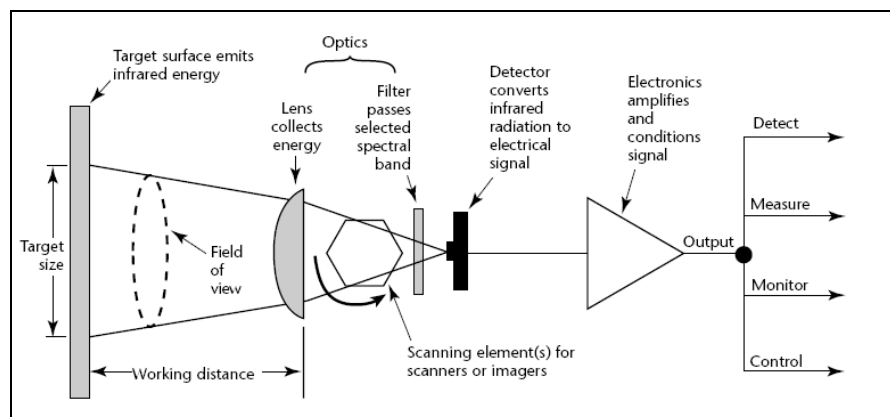 Target surface emits
infrared energy
Optics
Lens
collects
energy
Filter
passes
selected
spectral
band
Detector
converts
infrared
radiation to
electrical
signal
Electronics
amplifies
and
conditions
signal
Detect
Measure
Output
Monitor
Control
Target
size
Field
of
view
Working distance
Scanning element(s) for
scanners or imagers